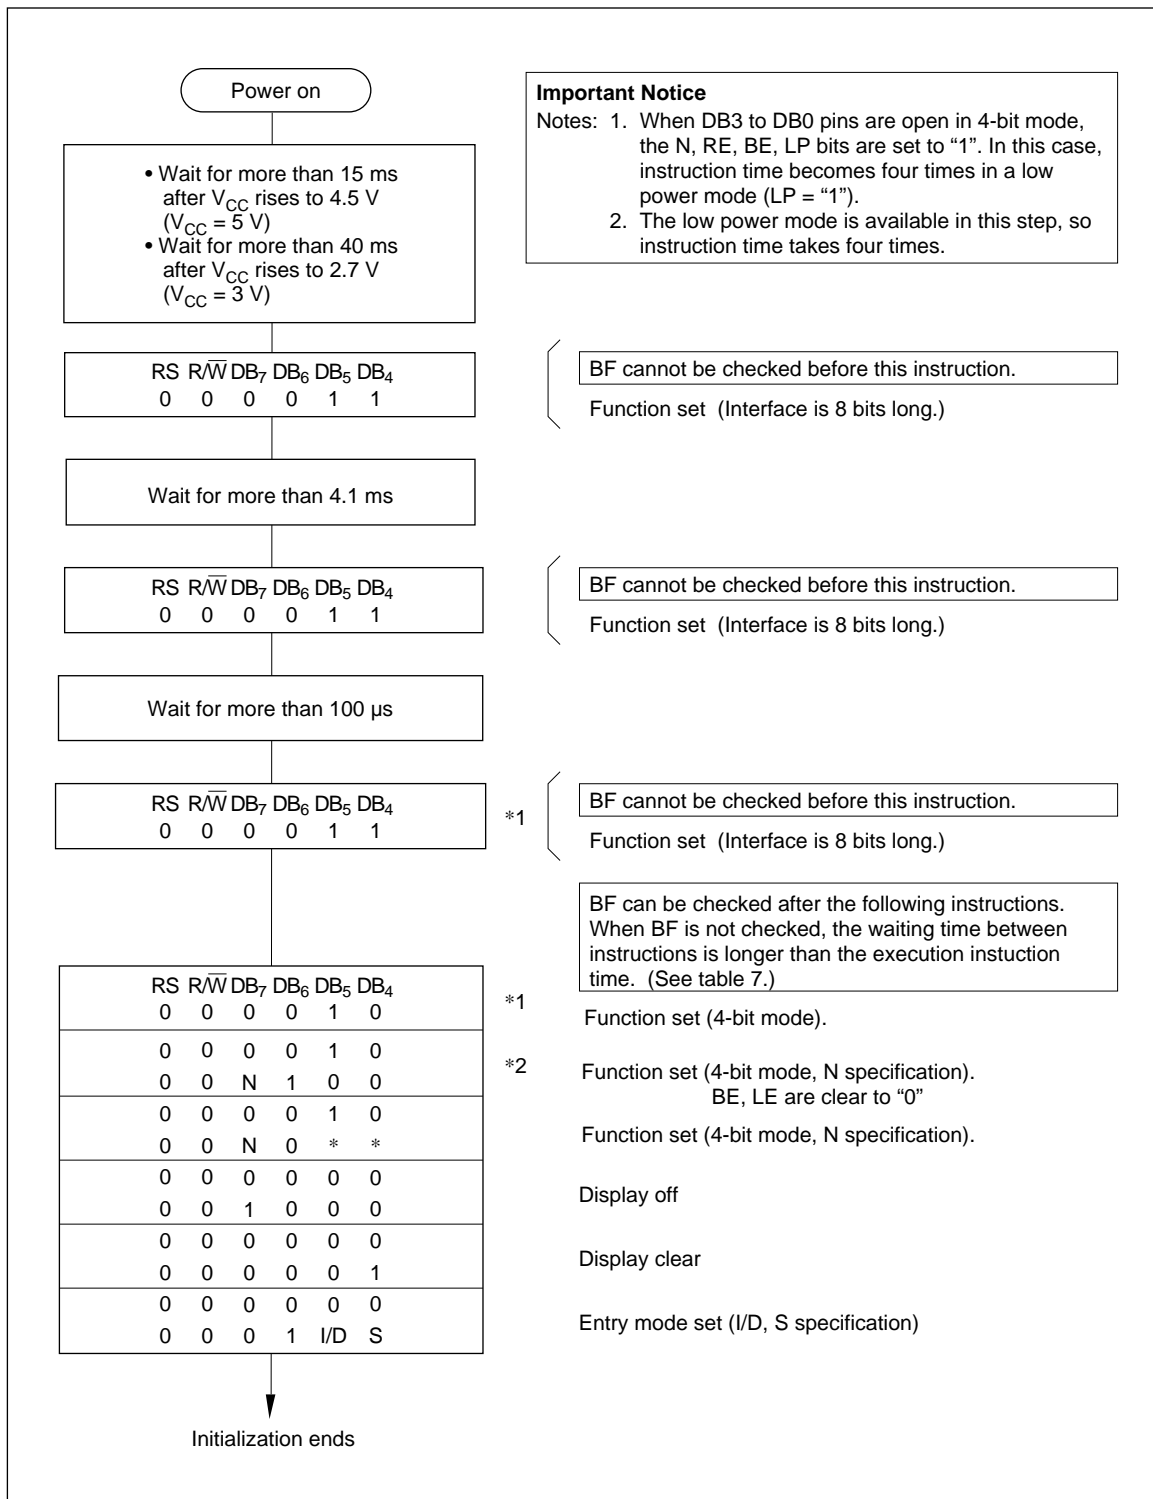 Power on
• Wait for more than 15 ms
after VCC rises to 4.5 V
(VCC = 5 V)
• Wait for more than 40 ms
after VCC rises to 2.7 V
(VCC = 3 V)
Important Notice
Notes: 1. When DB3 to DB0 pins are open in 4-bit mode,
the N, RE, BE, LP bits are set to “1”. In this case,
instruction time becomes four times in a low
power mode (LP = “1”).
2. The low power mode is available in this step, so
instruction time takes four times.
RS R/W̅ DB7 DB6 DB5 DB4
0 0 0 0 1 1
BF cannot be checked before this instruction.
Function set (Interface is 8 bits long.)
Wait for more than 4.1 ms
RS R/W̅ DB7 DB6 DB5 DB4
0 0 0 0 1 1
BF cannot be checked before this instruction.
Function set (Interface is 8 bits long.)
Wait for more than 100 µs
RS R/W̅ DB7 DB6 DB5 DB4
0 0 0 0 1 1
*1
BF cannot be checked before this instruction.
Function set (Interface is 8 bits long.)
BF can be checked after the following instructions.
When BF is not checked, the waiting time between
instructions is longer than the execution instuction
time. (See table 7.)
RS R/W̅ DB7 DB6 DB5 DB4
0 0 0 0 1 0
*1
Function set (4-bit mode).
0 0 0 0 1 0
0 0 N 1 0 0
*2
Function set (4-bit mode, N specification).
BE, LE are clear to “0”
0 0 0 0 1 0
0 0 N 0 * *
Function set (4-bit mode, N specification).
0 0 0 0 0 0
0 0 1 0 0 0
Display off
0 0 0 0 0 0
0 0 0 0 0 1
Display clear
0 0 0 0 0 0
0 0 0 1 I/D S
Entry mode set (I/D, S specification)
Initialization ends